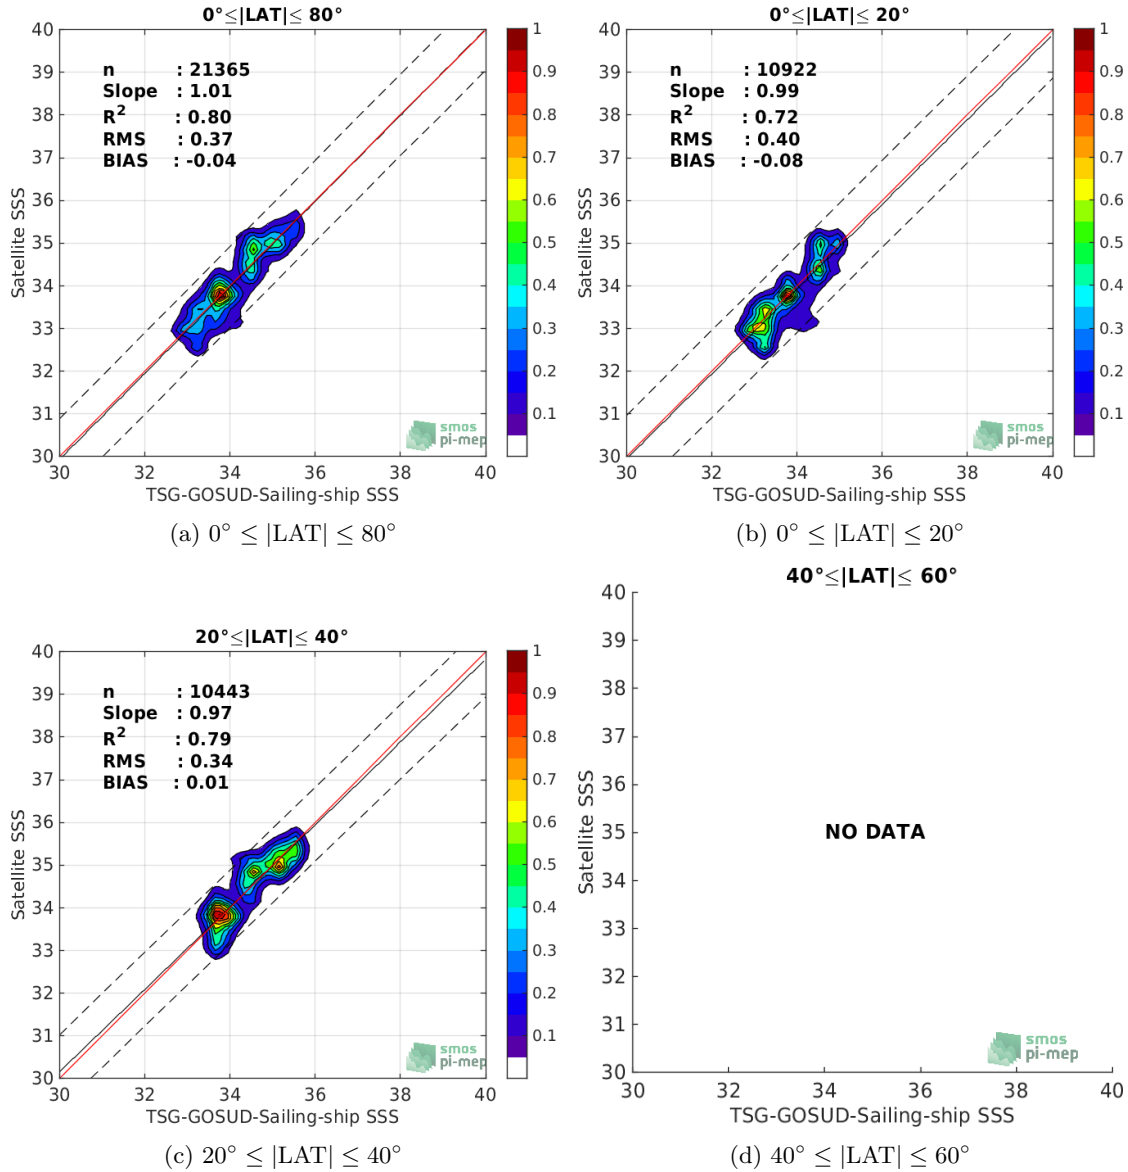 0°≤|LAT|≤ 80°
n : 21365
Slope : 1.01
R² : 0.80
RMS : 0.37
BIAS : -0.04
40
39
38
37
36
35
34
33
32
31
30
30 32 34 36 38 40
Satellite SSS
TSG-GOSUD-Sailing-ship SSS
1
0.9
0.8
0.7
0.6
0.5
0.4
0.3
0.2
0.1
smos
pi-mep
(a) 0° ≤ |LAT| ≤ 80°
0°≤|LAT|≤ 20°
n : 10922
Slope : 0.99
R² : 0.72
RMS : 0.40
BIAS : -0.08
40
39
38
37
36
35
34
33
32
31
30
30 32 34 36 38 40
Satellite SSS
TSG-GOSUD-Sailing-ship SSS
1
0.9
0.8
0.7
0.6
0.5
0.4
0.3
0.2
0.1
smos
pi-mep
(b) 0° ≤ |LAT| ≤ 20°
20°≤|LAT|≤ 40°
n : 10443
Slope : 0.97
R² : 0.79
RMS : 0.34
BIAS : 0.01
40
39
38
37
36
35
34
33
32
31
30
30 32 34 36 38 40
Satellite SSS
TSG-GOSUD-Sailing-ship SSS
1
0.9
0.8
0.7
0.6
0.5
0.4
0.3
0.2
0.1
smos
pi-mep
(c) 20° ≤ |LAT| ≤ 40°
40°≤|LAT|≤ 60°
NO DATA
40
39
38
37
36
35
34
33
32
31
30
30 32 34 36 38 40
Satellite SSS
TSG-GOSUD-Sailing-ship SSS
smos
pi-mep
(d) 40° ≤ |LAT| ≤ 60°